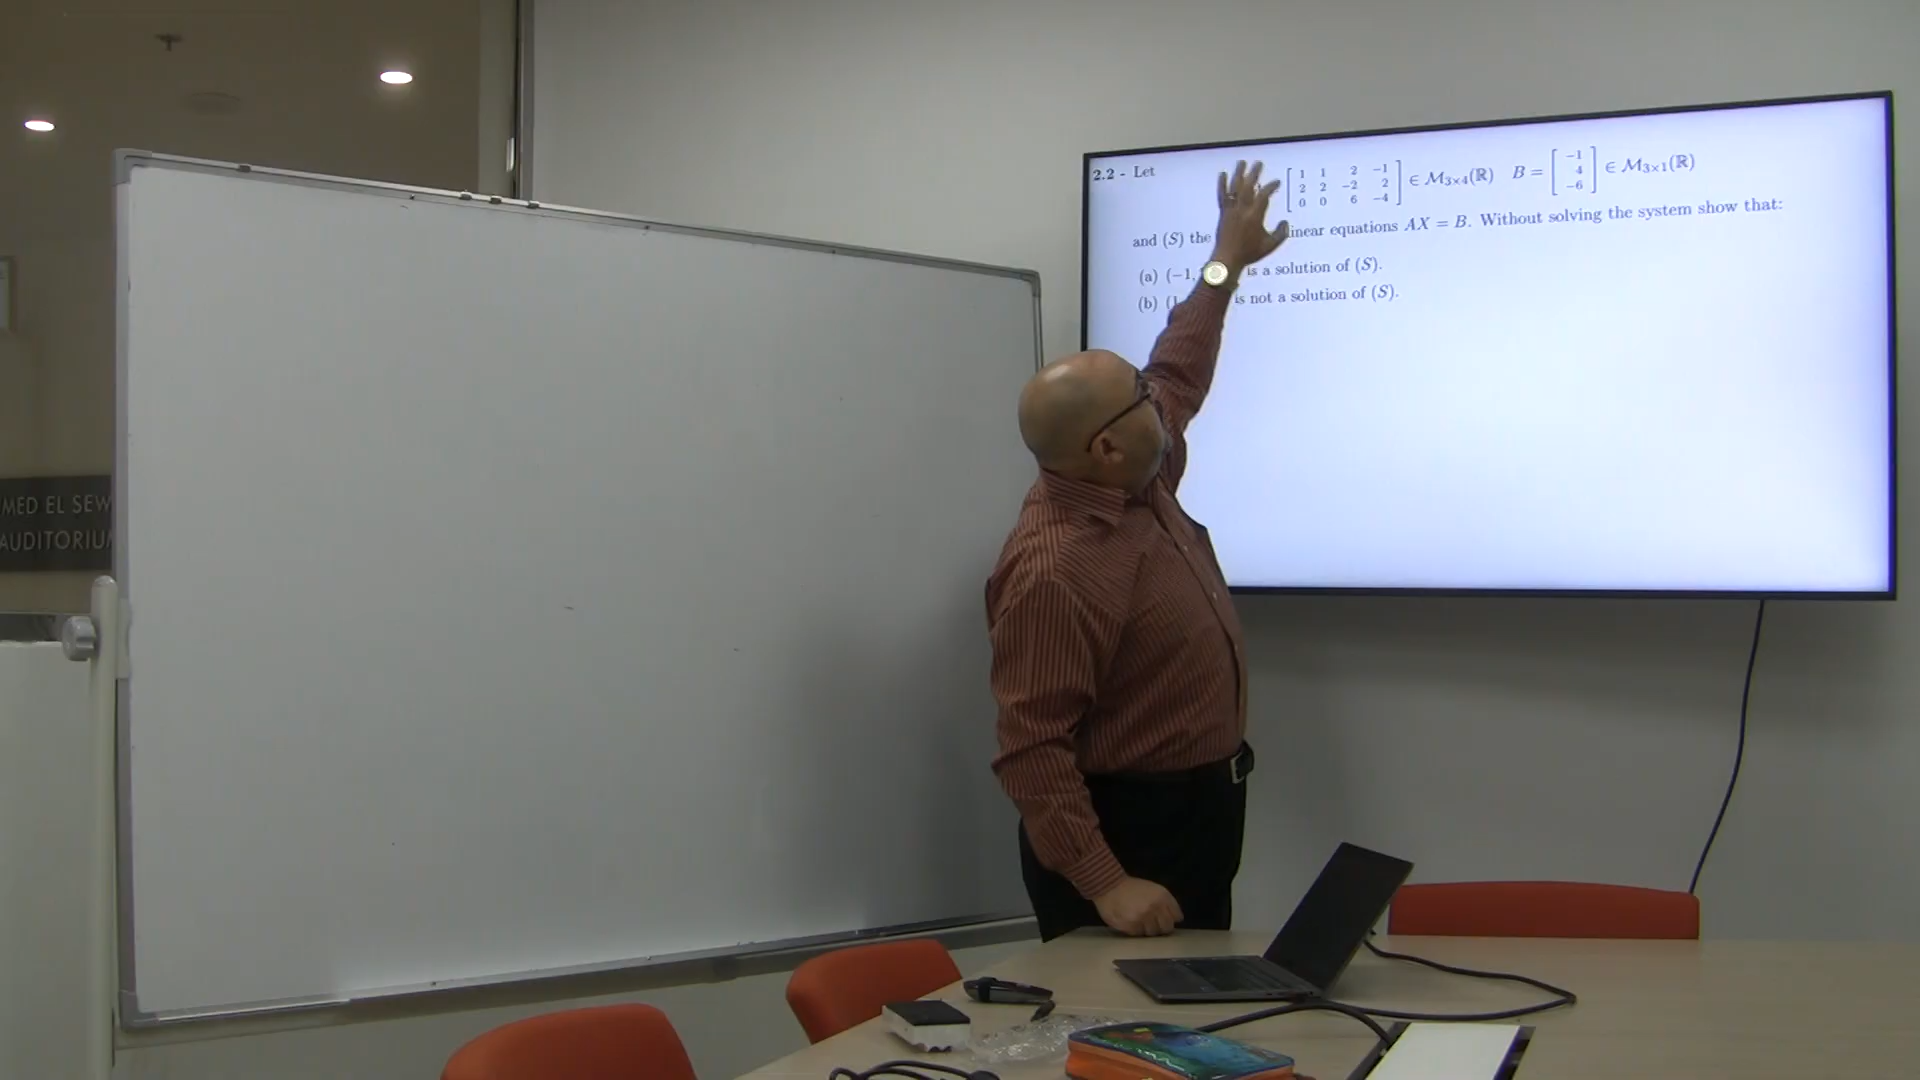 MED EL SEW
AUDITORIU
2.2 - Let
[ 1 1 2 −1 ; 2 2 −2 2 ; 0 0 6 −4 ] ∈ M3×4(ℝ) B = [ −1 ; 4 ; −6 ] ∈ M3×1(ℝ)
and (S) the linear equations AX = B. Without solving the system show that:
(a) (−1, is a solution of (S).
(b) (1, is not a solution of (S).